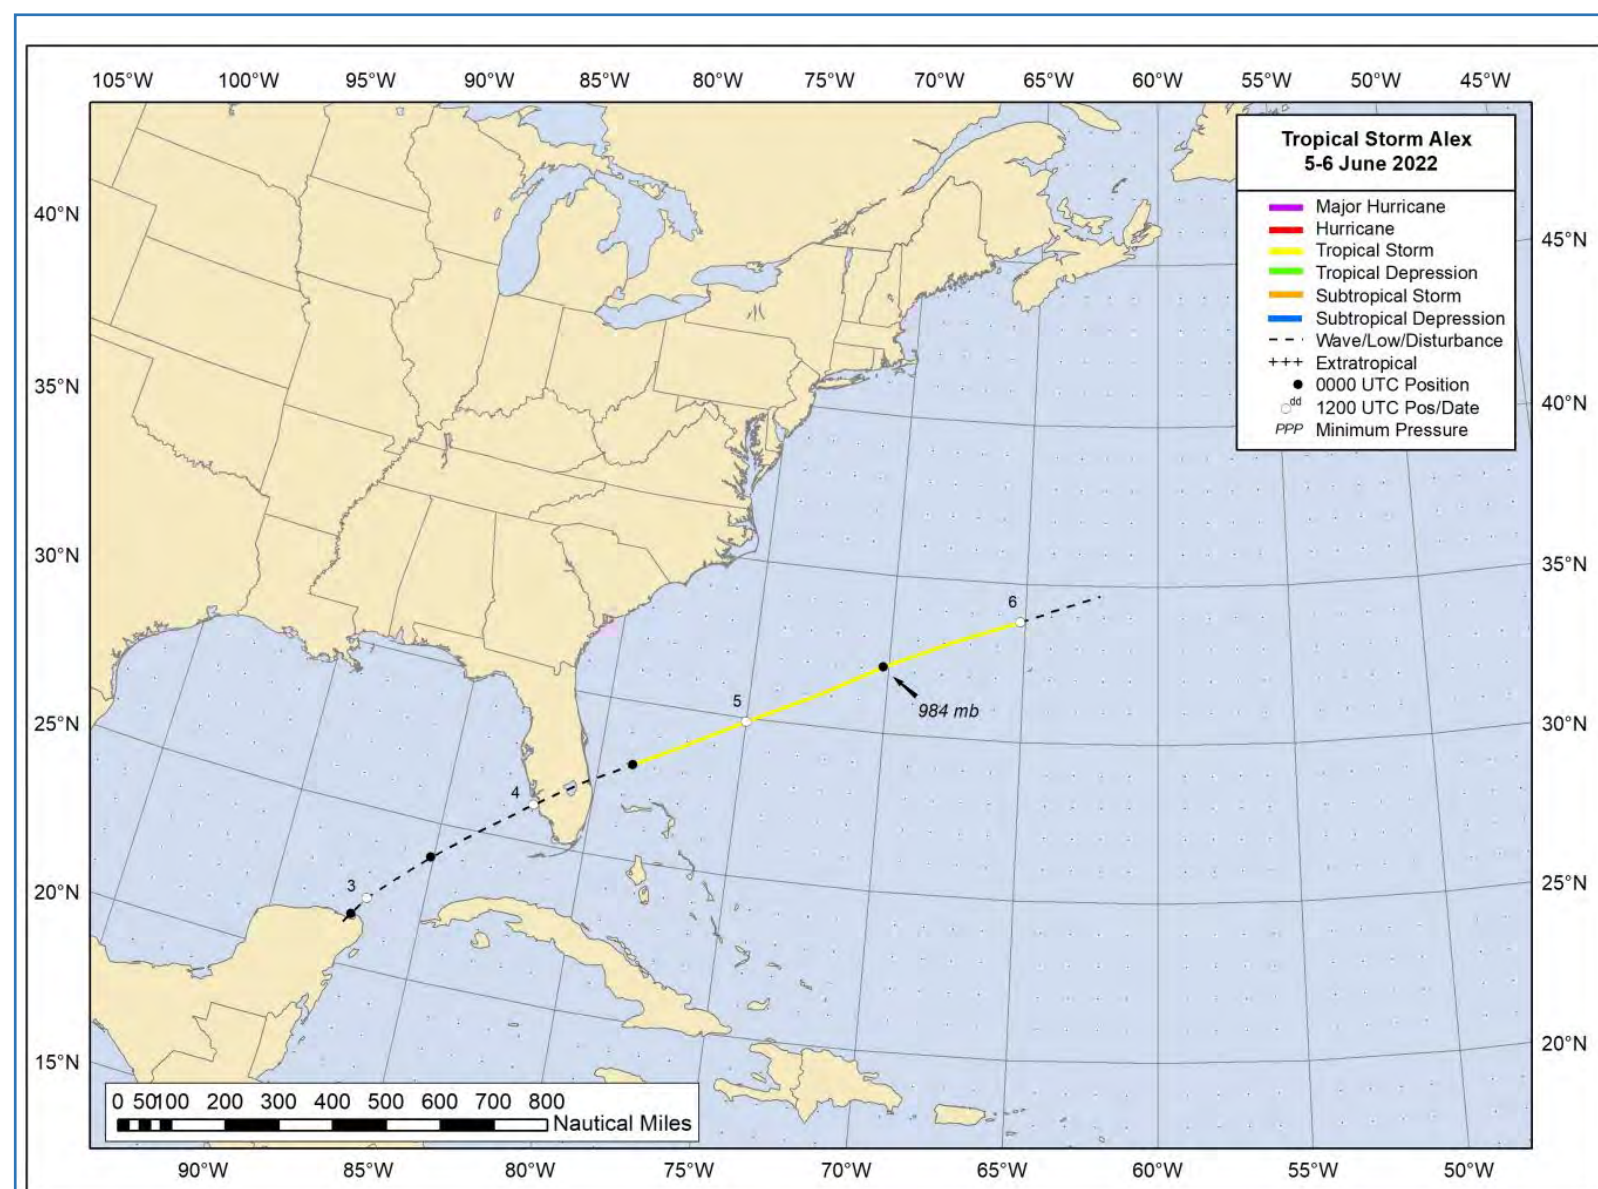 105°W 100°W 95°W 90°W 85°W 80°W 75°W 70°W 65°W 60°W 55°W 50°W 45°W
Tropical Storm Alex
5-6 June 2022
Major Hurricane
Hurricane
Tropical Storm
Tropical Depression
Subtropical Storm
Subtropical Depression
Wave/Low/Disturbance
+++ Extratropical
0000 UTC Position
dd 1200 UTC Pos/Date
PPP Minimum Pressure
40°N
45°N
35°N
40°N
30°N
35°N
6
5
984 mb
25°N
30°N
4
3
20°N
25°N
15°N
20°N
0 50 100 200 300 400 500 600 700 800
Nautical Miles
90°W 85°W 80°W 75°W 70°W 65°W 60°W 55°W 50°W